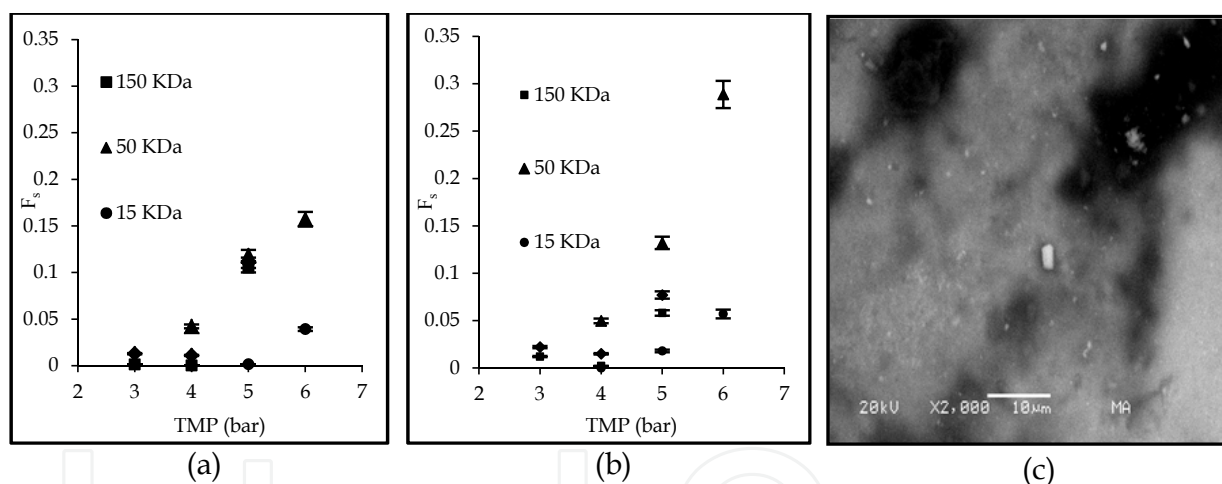 0.35
0.3
0.25
0.2
0.15
0.1
0.05
0
F_s
150 KDa
50 KDa
15 KDa
2 3 4 5 6 7
TMP (bar)
(a)
0.35
0.3
0.25
0.2
0.15
0.1
0.05
0
F_s
150 KDa
50 KDa
15 KDa
2 3 4 5 6 7
TMP (bar)
(b)
20kV X2,000 10µm MA
(c)